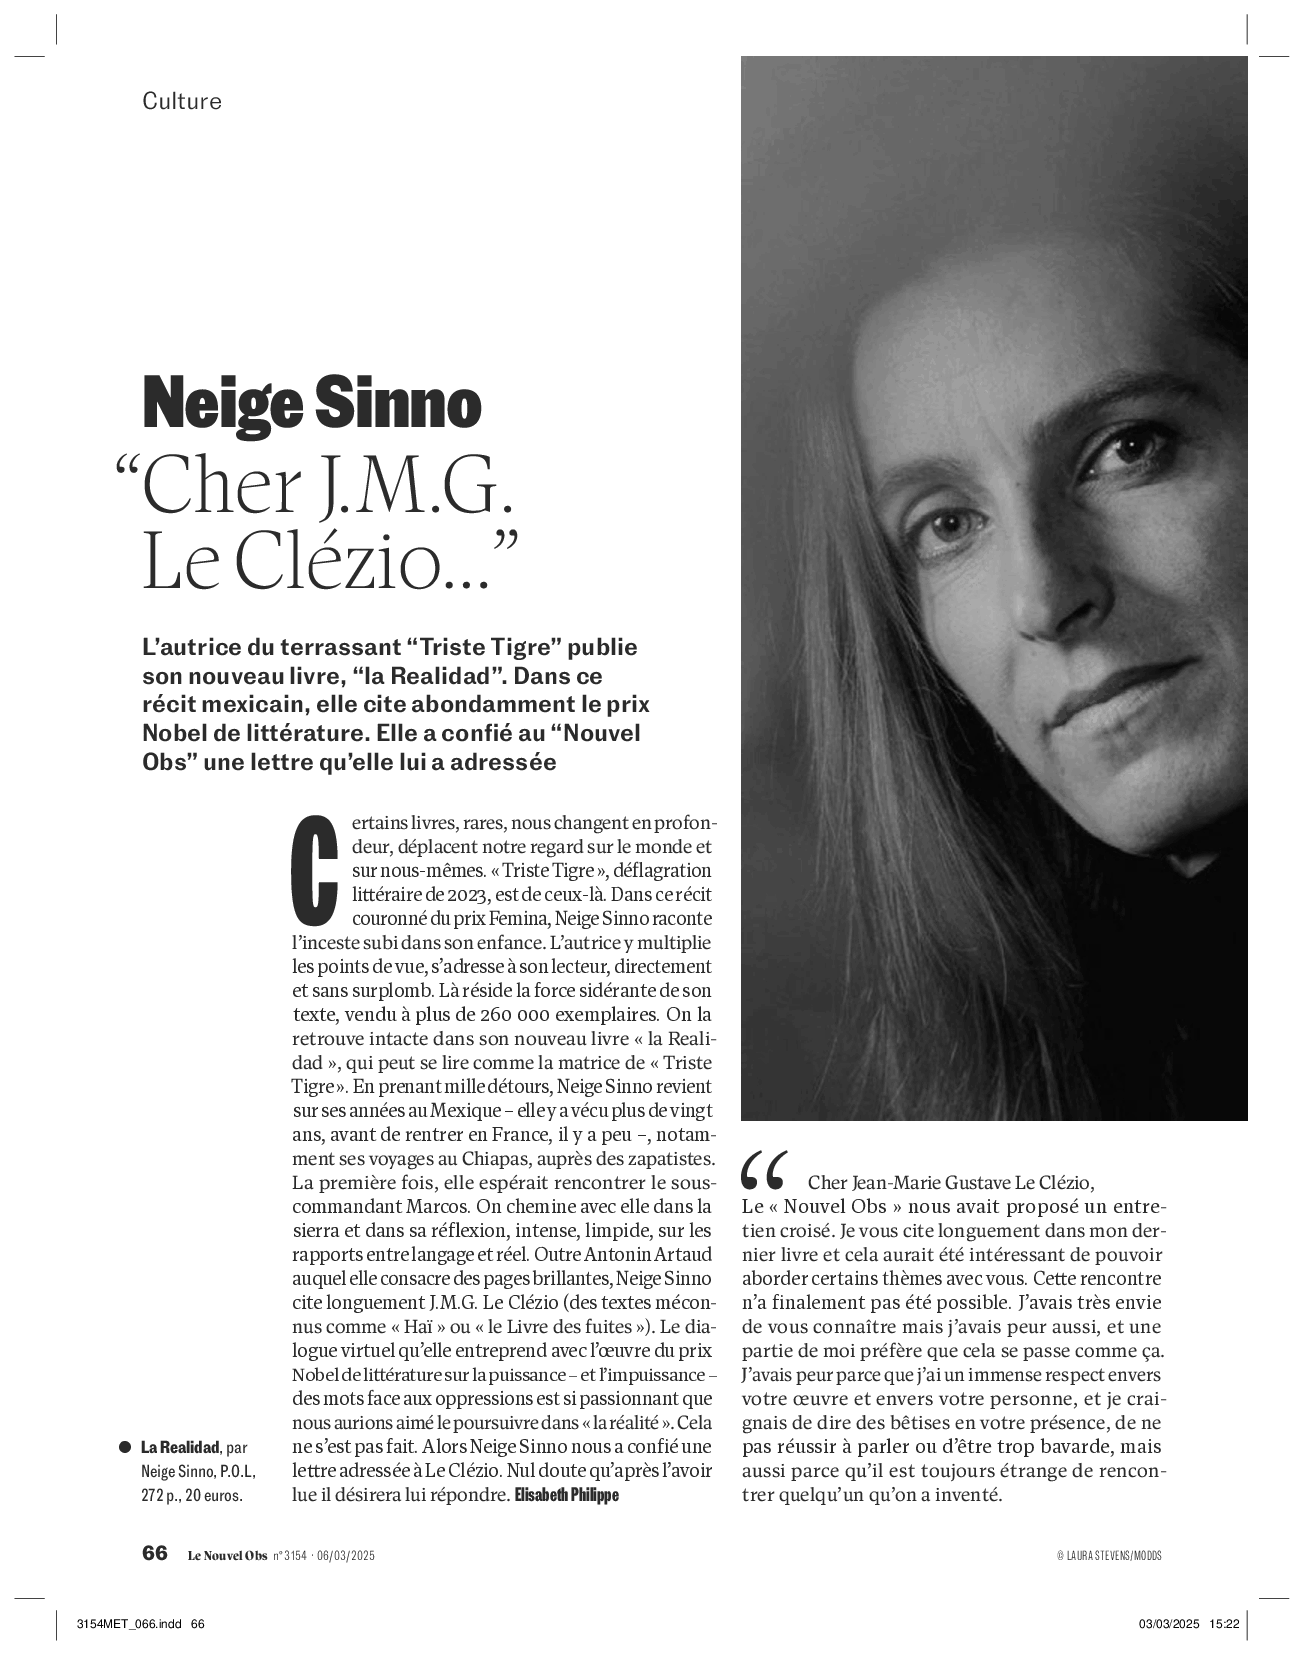 Culture
Neige Sinno
“Cher J.M.G.
Le Clézio...”
L’autrice du terrassant “Triste Tigre” publie
son nouveau livre, “la Realidad”. Dans ce
récit mexicain, elle cite abondamment le prix
Nobel de littérature. Elle a confié au “Nouvel
Obs” une lettre qu’elle lui a adressée
Certains livres, rares, nous changent en profon-
deur, déplacent notre regard sur le monde et
sur nous-mêmes. « Triste Tigre », déflagration
littéraire de 2023, est de ceux-là. Dans ce récit
couronné du prix Femina, Neige Sinno raconte
l’inceste subi dans son enfance. L’autrice y multiplie
les points de vue, s’adresse à son lecteur, directement
et sans surplomb. Là réside la force sidérante de son
texte, vendu à plus de 260 000 exemplaires. On la
retrouve intacte dans son nouveau livre « la Reali-
dad », qui peut se lire comme la matrice de « Triste
Tigre ». En prenant mille détours, Neige Sinno revient
sur ses années au Mexique – elle y a vécu plus de vingt
ans, avant de rentrer en France, il y a peu –, notam-
ment ses voyages au Chiapas, auprès des zapatistes.
La première fois, elle espérait rencontrer le sous-
commandant Marcos. On chemine avec elle dans la
sierra et dans sa réflexion, intense, limpide, sur les
rapports entre langage et réel. Outre Antonin Artaud
auquel elle consacre des pages brillantes, Neige Sinno
cite longuement J.M.G. Le Clézio (des textes mécon-
nus comme « Haï » ou « le Livre des fuites »). Le dia-
logue virtuel qu’elle entreprend avec l’œuvre du prix
Nobel de littérature sur la puissance – et l’impuissance –
des mots face aux oppressions est si passionnant que
nous aurions aimé le poursuivre dans « la réalité ». Cela
ne s’est pas fait. Alors Neige Sinno nous a confié une
lettre adressée à Le Clézio. Nul doute qu’après l’avoir
lue il désirera lui répondre. Elisabeth Philippe
● La Realidad, par
Neige Sinno, P.O.L,
272 p., 20 euros.
“ Cher Jean-Marie Gustave Le Clézio,
Le « Nouvel Obs » nous avait proposé un entre-
tien croisé. Je vous cite longuement dans mon der-
nier livre et cela aurait été intéressant de pouvoir
aborder certains thèmes avec vous. Cette rencontre
n’a finalement pas été possible. J’avais très envie
de vous connaître mais j’avais peur aussi, et une
partie de moi préfère que cela se passe comme ça.
J’avais peur parce que j’ai un immense respect envers
votre œuvre et envers votre personne, et je crai-
gnais de dire des bêtises en votre présence, de ne
pas réussir à parler ou d’être trop bavarde, mais
aussi parce qu’il est toujours étrange de rencon-
trer quelqu’un qu’on a inventé.
66 Le Nouvel Obs n° 3154 · 06/03/2025
© LAURA STEVENS/MODDS
3154MET_066.indd 66
03/03/2025 15:22